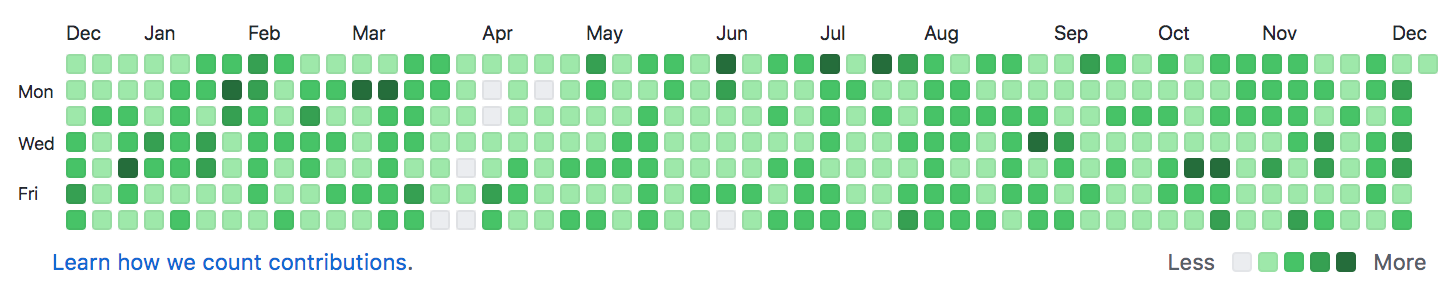 Dec Jan Feb Mar Apr May Jun Jul Aug Sep Oct Nov Dec
Mon
Wed
Fri
Learn how we count contributions. Less More